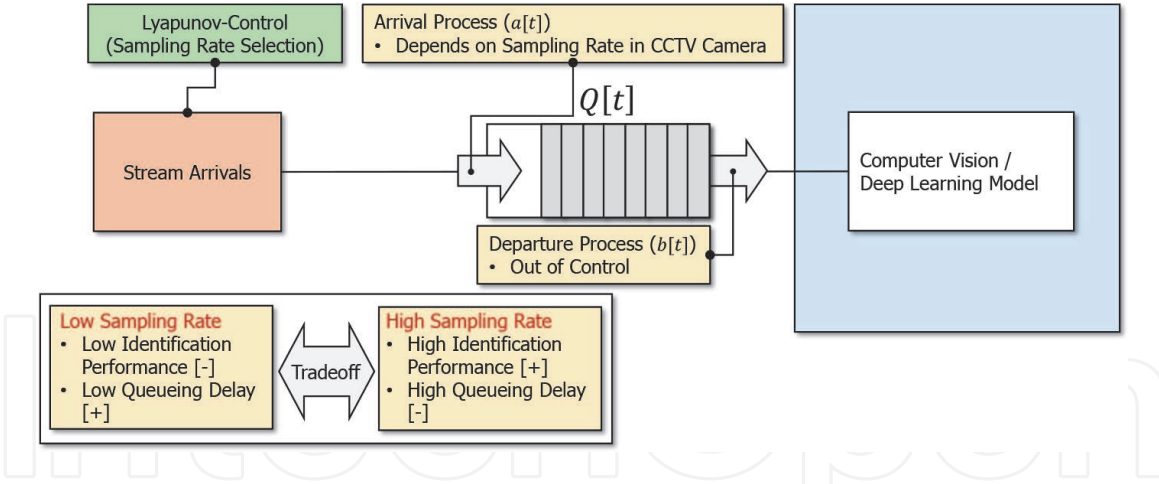 Lyapunov-Control
(Sampling Rate Selection)
Arrival Process (a[t])
• Depends on Sampling Rate in CCTV Camera
Q[t]
Stream Arrivals
Computer Vision /
Deep Learning Model
Departure Process (b[t])
• Out of Control
Low Sampling Rate
• Low Identification
Performance [-]
• Low Queueing Delay
[+]
Tradeoff
High Sampling Rate
• High Identification
Performance [+]
• High Queueing Delay
[-]
IntechOpen